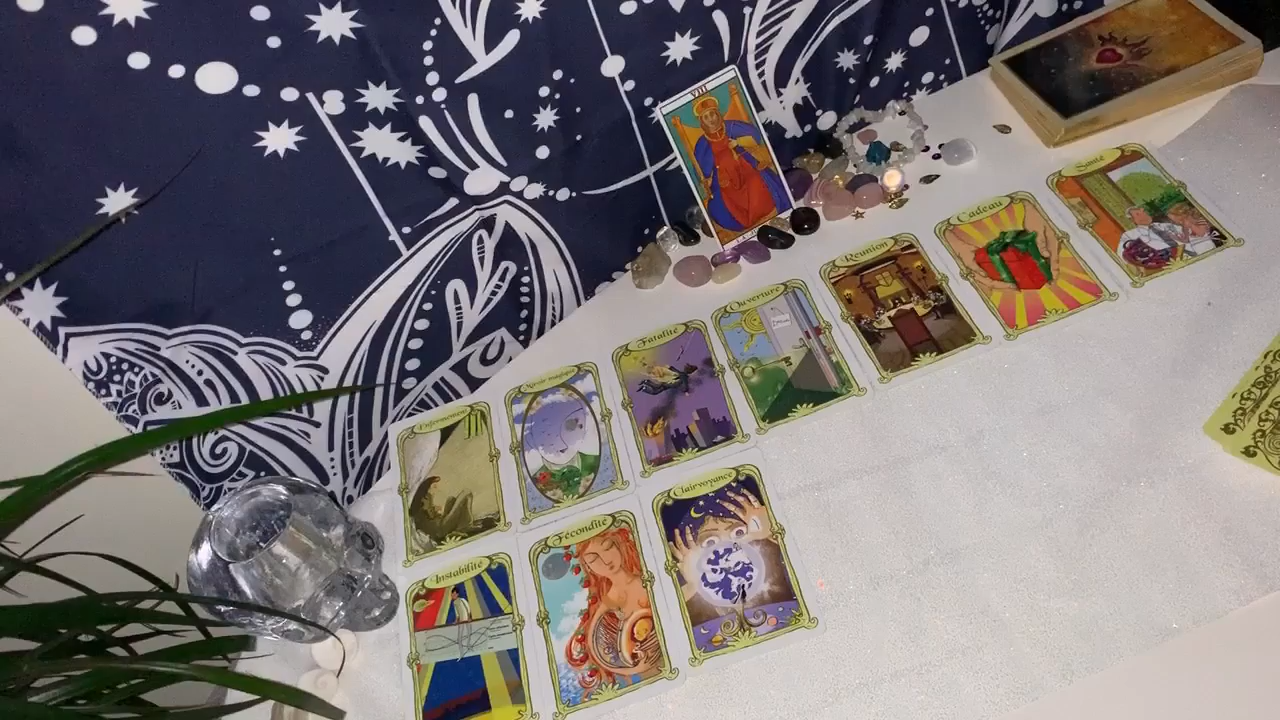 VIII
Santé
Cadeau
Réunion
Ouverture
Fatalité
Enfermement
Clairvoyance
Fécondité
Instabilité